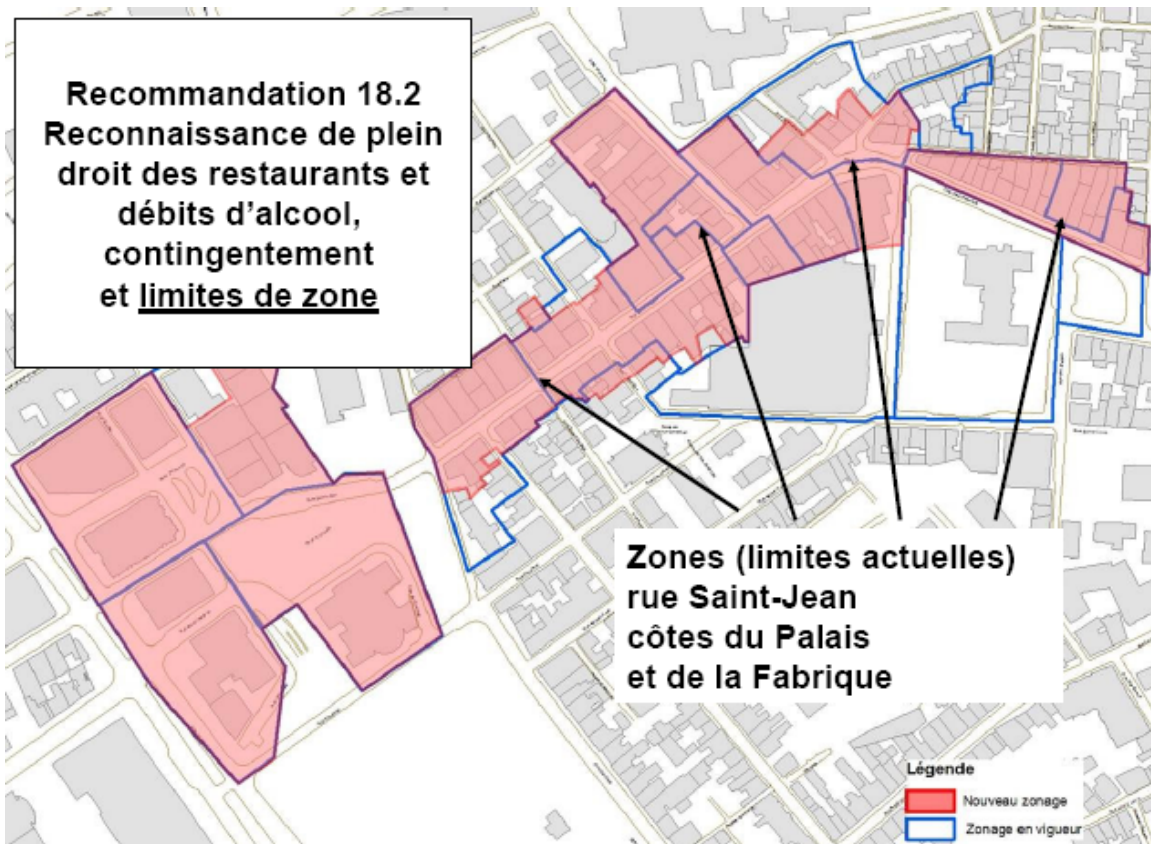 Recommandation 18.2
Reconnaissance de plein
droit des restaurants et
débits d'alcool,
contingentement
et limites de zone
Zones (limites actuelles)
rue Saint-Jean
côtes du Palais
et de la Fabrique
Légende
Nouveau zonage
Zonage en vigueur